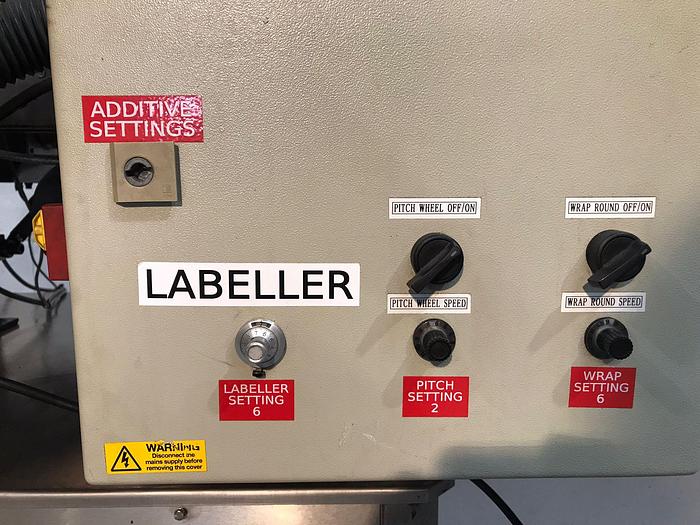 ADDITIVE
SETTINGS
PITCH WHEEL OFF/ON
WRAP ROUND OFF/ON
LABELLER
PITCH WHEEL SPEED
WRAP ROUND SPEED
LABELLER
SETTING
6
PITCH
SETTING
2
WRAP
SETTING
6
WARNING
Disconnect the
mains supply before
removing this cover